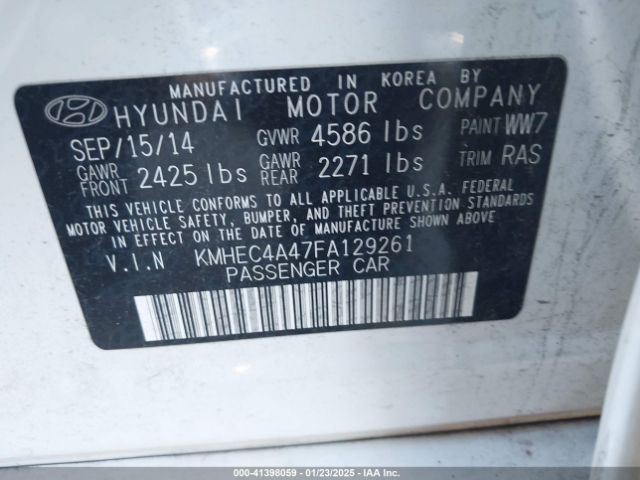 MANUFACTURED IN KOREA BY
HYUNDAI MOTOR COMPANY
SEP/15/14 GVWR 4586 lbs PAINT WW7
GAWR FRONT 2425 lbs GAWR REAR 2271 lbs TRIM RAS
THIS VEHICLE CONFORMS TO ALL APPLICABLE U.S.A. FEDERAL
MOTOR VEHICLE SAFETY, BUMPER, AND THEFT PREVENTION STANDARDS
IN EFFECT ON THE DATE OF MANUFACTURE SHOWN ABOVE
V.I.N KMHEC4A47FA129261
PASSENGER CAR
000-41398059 — 01/23/2025 — IAA Inc.